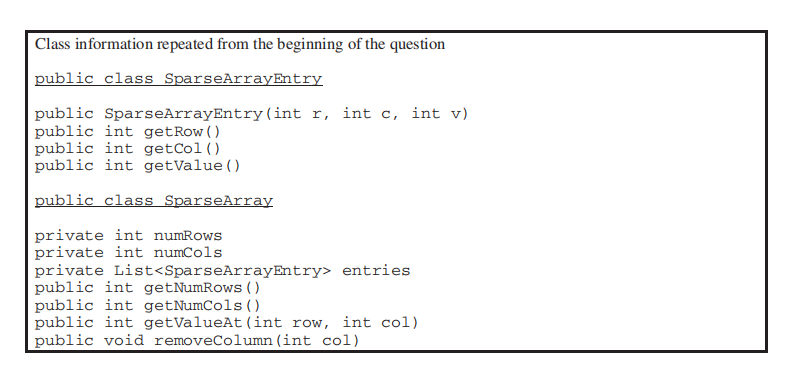 Class information repeated from the beginning of the question
public class SparseArrayEntry
public SparseArrayEntry(int r, int c, int v)
public int getRow()
public int getCol()
public int getValue()
public class SparseArray
private int numRows
private int numCols
private List<SparseArrayEntry> entries
public int getNumRows()
public int getNumCols()
public int getValueAt(int row, int col)
public void removeColumn(int col)